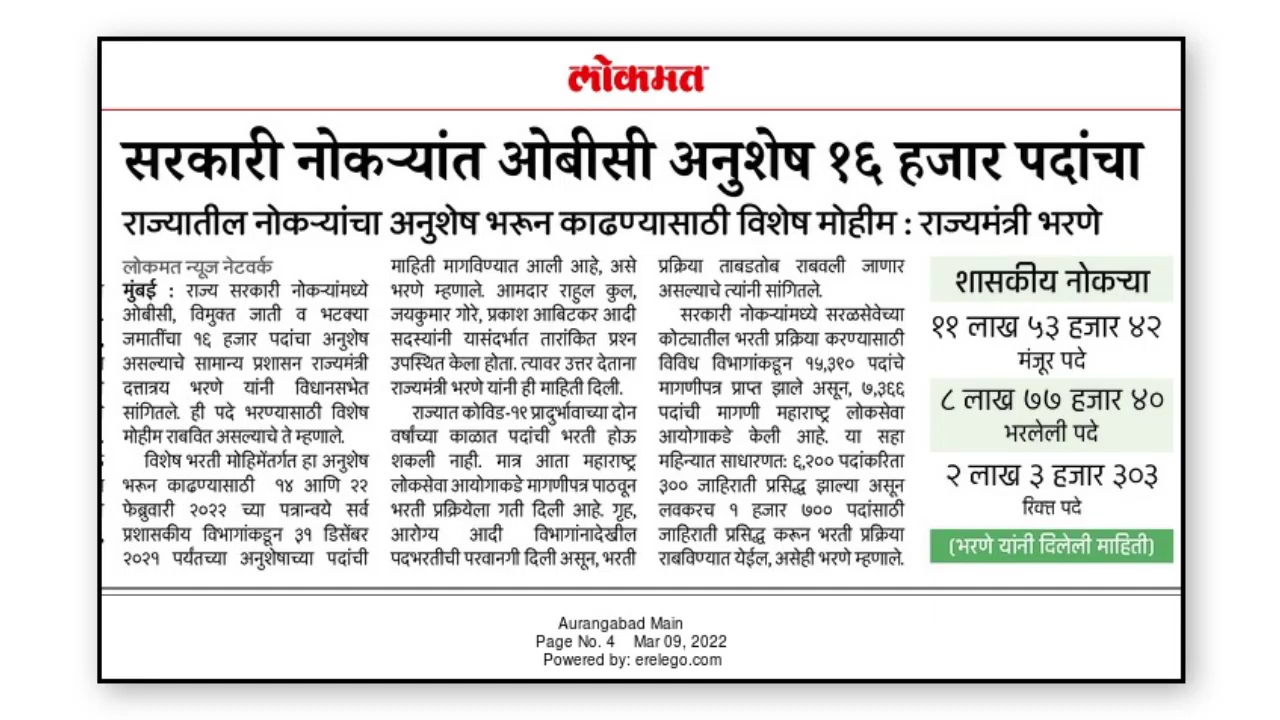 लोकमत
सरकारी नोकऱ्यांत ओबीसी अनुशेष १६ हजार पदांचा
राज्यातील नोकऱ्यांचा अनुशेष भरून काढण्यासाठी विशेष मोहीम : राज्यमंत्री भरणे
लोकमत न्यूज नेटवर्क
मुंबई : राज्य सरकारी नोकऱ्यांमध्ये
ओबीसी, विमुक्त जाती व भटक्या
जमातींचा १६ हजार पदांचा अनुशेष
असल्याचे सामान्य प्रशासन राज्यमंत्री
दत्तात्रय भरणे यांनी विधानसभेत
सांगितले. ही पदे भरण्यासाठी विशेष
मोहीम राबवित असल्याचे ते म्हणाले.
विशेष भरती मोहिमेंतर्गत हा अनुशेष
भरून काढण्यासाठी १४ आणि २२
फेब्रुवारी २०२२ च्या पत्रान्वये सर्व
प्रशासकीय विभागांकडून ३१ डिसेंबर
२०२१ पर्यंतच्या अनुशेषाच्या पदांची
माहिती मागविण्यात आली आहे, असे
भरणे म्हणाले. आमदार राहुल कुल,
जयकुमार गोरे, प्रकाश आबिटकर आदी
सदस्यांनी यासंदर्भात तारांकित प्रश्न
उपस्थित केला होता. त्यावर उत्तर देताना
राज्यमंत्री भरणे यांनी ही माहिती दिली.
राज्यात कोविड-१९ प्रादुर्भावाच्या दोन
वर्षांच्या काळात पदांची भरती होऊ
शकली नाही. मात्र आता महाराष्ट्र
लोकसेवा आयोगाकडे मागणीपत्र पाठवून
भरती प्रक्रियेला गती दिली आहे. गृह,
आरोग्य आदी विभागांनादेखील
पदभरतीची परवानगी दिली असून, भरती
प्रक्रिया ताबडतोब राबवली जाणार
असल्याचे त्यांनी सांगितले.
सरकारी नोकऱ्यांमध्ये सरळसेवेच्या
कोट्यातील भरती प्रक्रिया करण्यासाठी
विविध विभागांकडून १५,३१० पदांचे
मागणीपत्र प्राप्त झाले असून, ७,३६६
पदांची मागणी महाराष्ट्र लोकसेवा
आयोगाकडे केली आहे. या सहा
महिन्यात साधारणत: ६,२०० पदांकरिता
३०० जाहिराती प्रसिद्ध झाल्या असून
लवकरच १ हजार ७०० पदांसाठी
जाहिराती प्रसिद्ध करून भरती प्रक्रिया
राबविण्यात येईल, असेही भरणे म्हणाले.
शासकीय नोकऱ्या
११ लाख ५३ हजार ४२
मंजूर पदे
८ लाख ७७ हजार ४०
भरलेली पदे
२ लाख ३ हजार ३०३
रिक्त पदे
(भरणे यांनी दिलेली माहिती)
Aurangabad Main
Page No. 4 Mar 09, 2022
Powered by: erelego.com